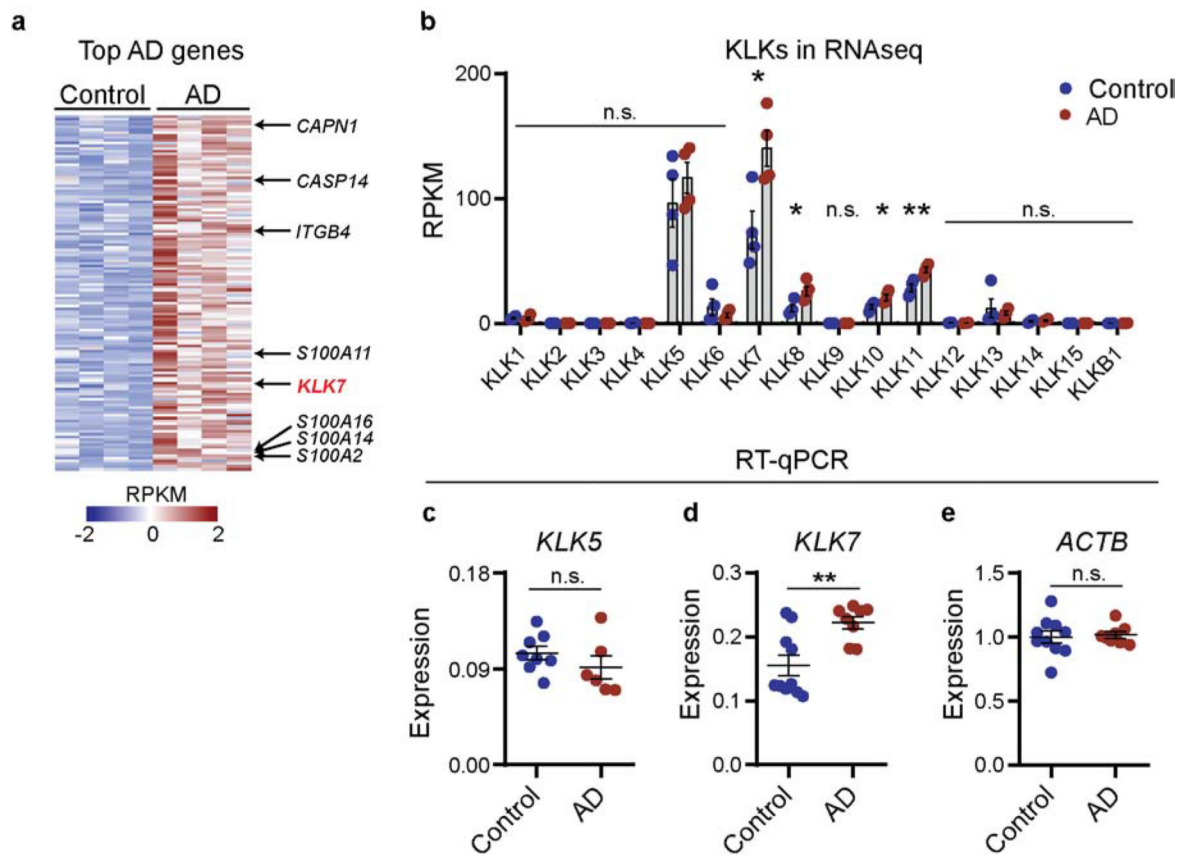 a
Top AD genes
Control AD
CAPN1
CASP14
ITGB4
S100A11
KLK7
S100A16
S100A14
S100A2
RPKM
-2 0 2
b
KLKs in RNAseq
Control
AD
RPKM
200
100
0
n.s.
*
*
n.s.
*
**
n.s.
KLK1
KLK2
KLK3
KLK4
KLK5
KLK6
KLK7
KLK8
KLK9
KLK10
KLK11
KLK12
KLK13
KLK14
KLK15
KLKB1
RT-qPCR
c
KLK5
n.s.
Expression
0.18
0.09
0.00
Control
AD
d
KLK7
**
Expression
0.3
0.2
0.1
0.0
Control
AD
e
ACTB
n.s.
Expression
1.5
1.0
0.5
0.0
Control
AD